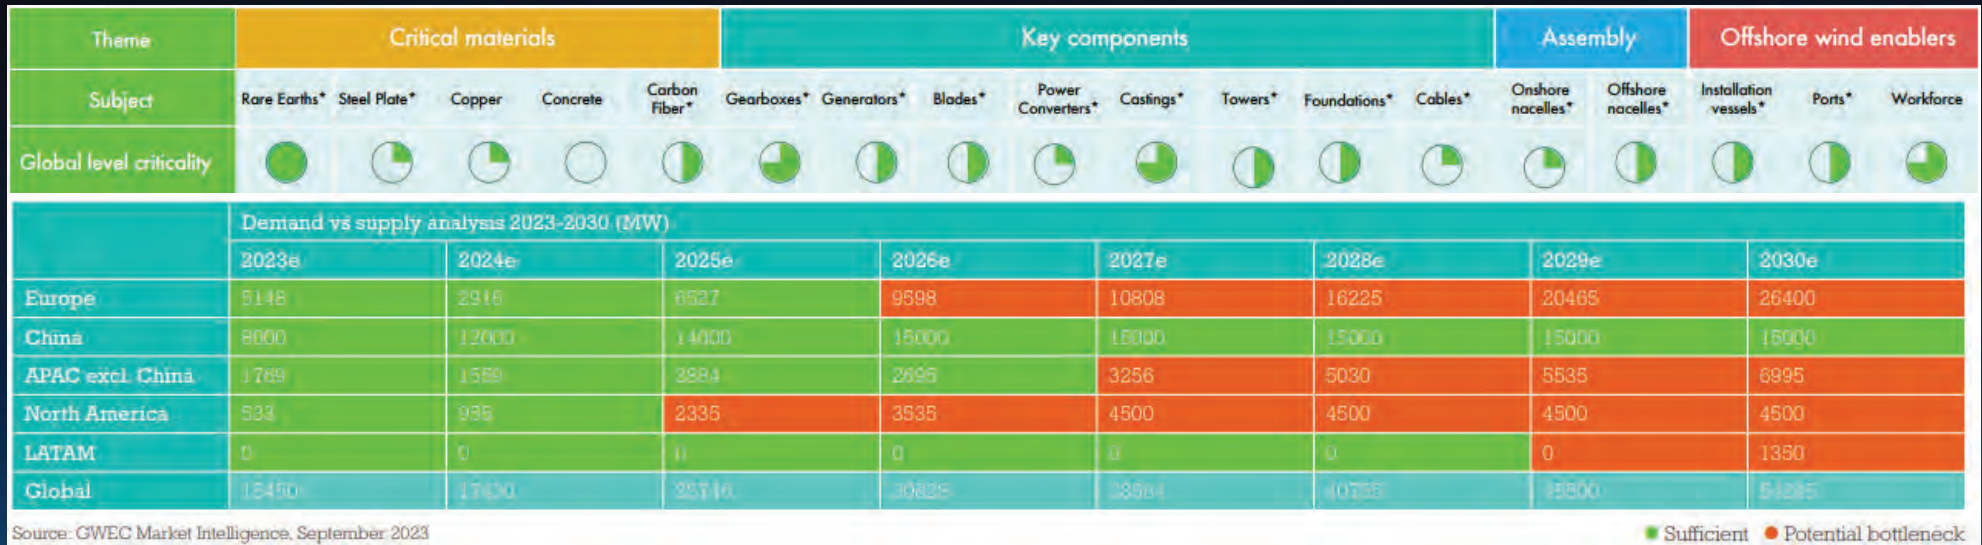 Theme Critical materials Key components Assembly Offshore wind enablers
Subject Rare Earths* Steel Plate* Copper Concrete Carbon Fiber* Gearboxes* Generators* Blades* Power Converters* Castings* Towers* Foundations* Cables* Onshore nacelles* Offshore nacelles* Installation vessels* Ports* Workforce
Global level criticality
Demand vs supply analysis 2023-2030 (MW)
2023e 2024e 2025e 2026e 2027e 2028e 2029e 2030e
Europe 5148 2916 6527 9598 10808 16225 20465 26400
China 8000 12000 14000 15000 15000 15000 15000 15000
APAC excl. China 1769 1559 2884 2695 3256 5030 5535 6995
North America 533 955 2335 3535 4500 4500 4500 4500
LATAM 0 0 0 0 0 0 0 1350
Global 15450 17430 25746 30828 33564 40755 45500 54245
Source: GWEC Market Intelligence, September 2023
Sufficient Potential bottleneck